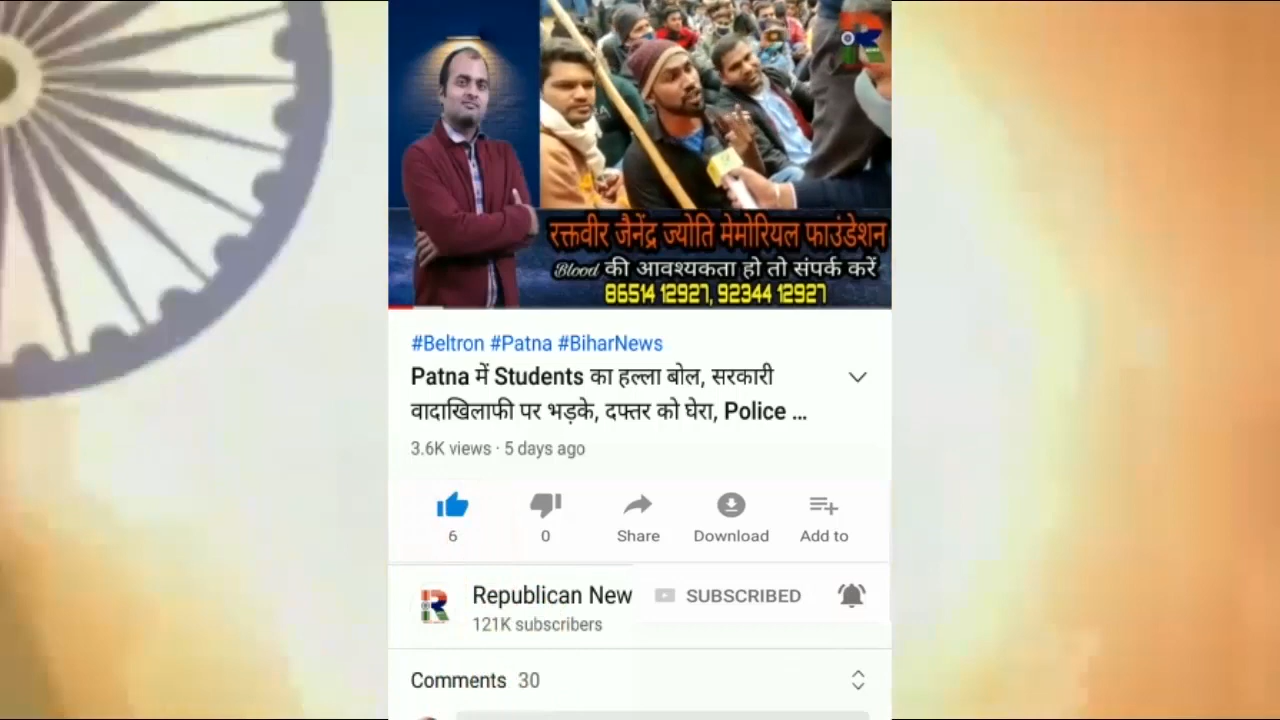 रक्तवीर जैनेंद्र ज्योति मेमोरियल फाउंडेशन
Blood की आवश्यकता हो तो संपर्क करें
86514 12927, 92344 12927
#Beltron #Patna #BiharNews
Patna में Students का हल्ला बोल, सरकारी
वादाखिलाफी पर भड़के, दफ्तर को घेरा, Police ...
3.6K views · 5 days ago
6
0
Share
Download
Add to
Republican New
SUBSCRIBED
121K subscribers
Comments 30